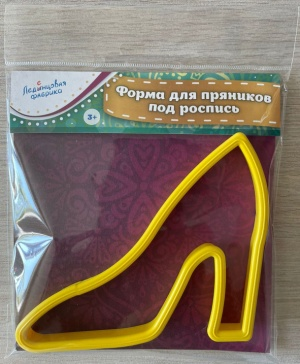 Леденцовая
фабрика
Форма для пряников
под роспись
3+